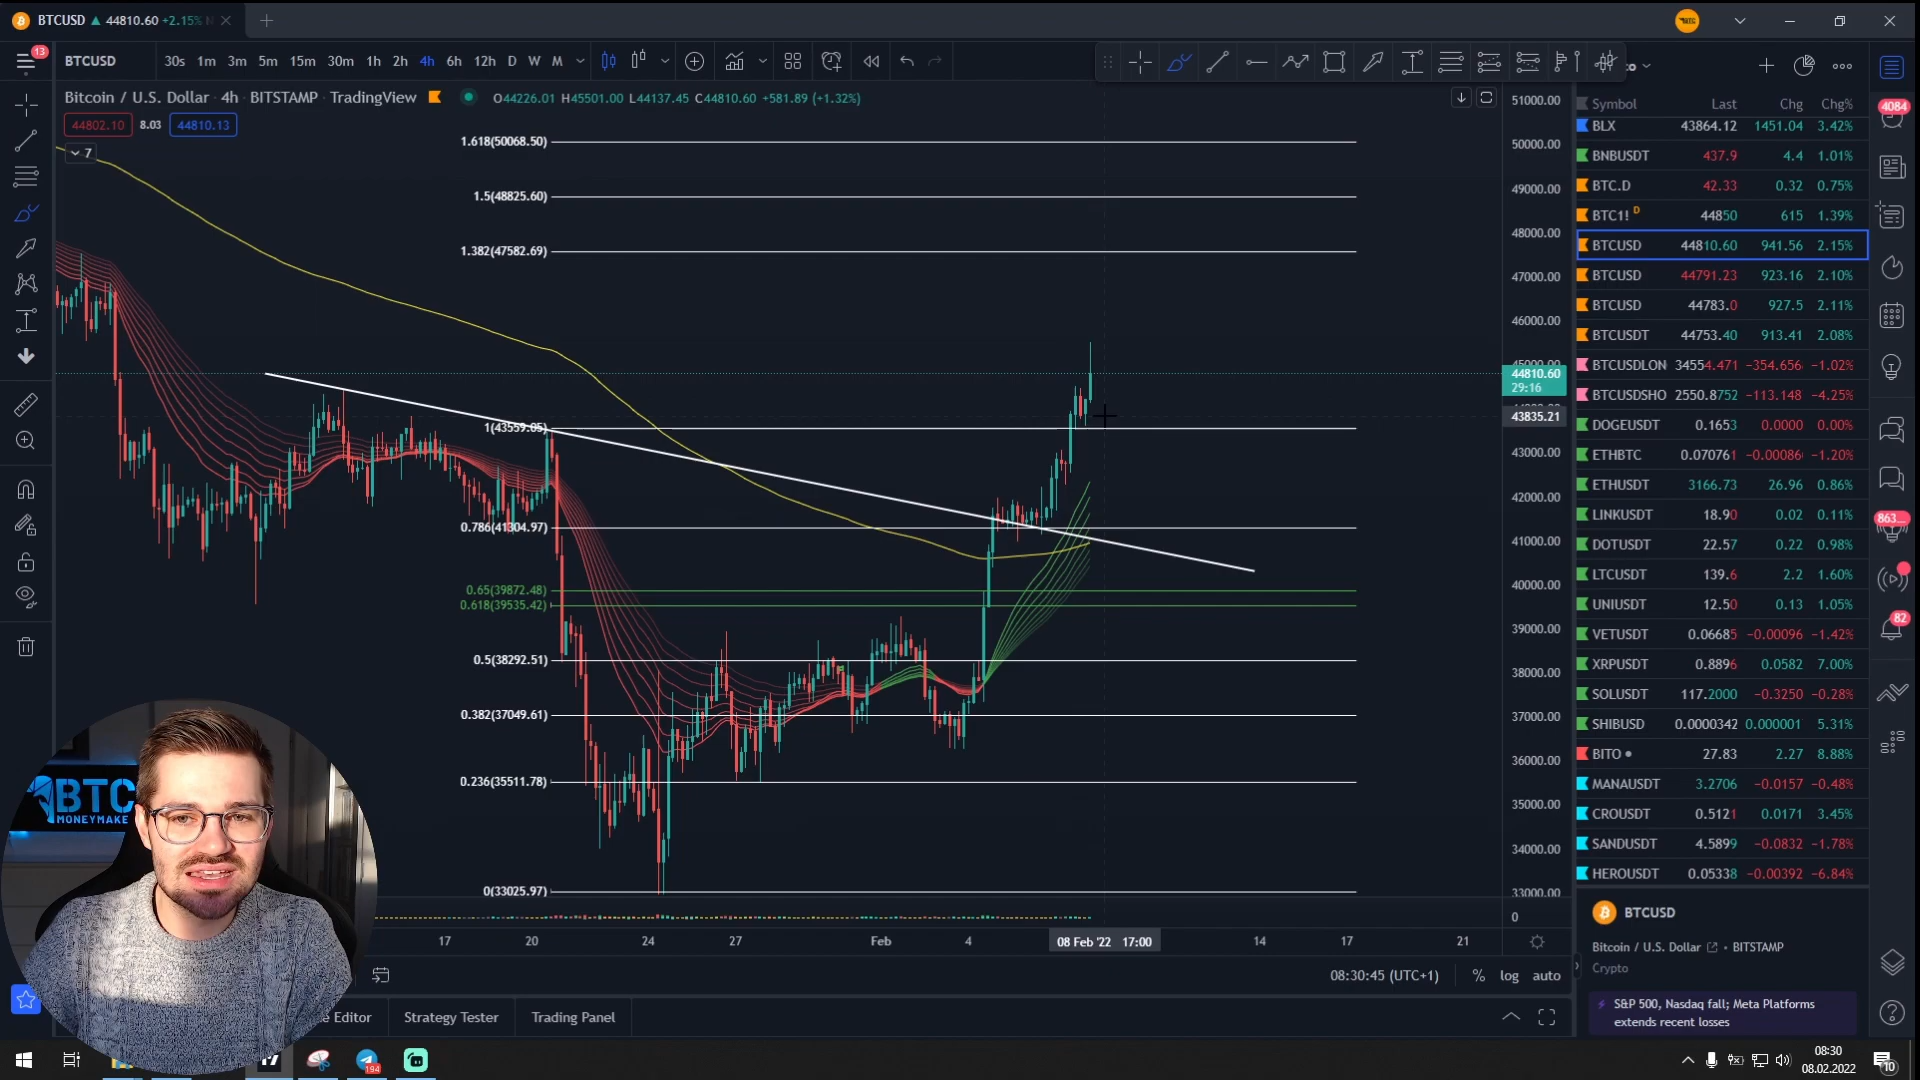 BTCUSD ▲ 44810.60 +2.15%
13
BTCUSD 30s 1m 3m 5m 15m 30m 1h 2h 4h 6h 12h D W M
Bitcoin / U.S. Dollar · 4h · BITSTAMP · TradingView O44226.01 H45501.00 L44137.45 C44810.60 +581.89 (+1.32%)
44802.10 8.03 44810.13
7
1.618(50068.50)
1.5(48825.60)
1.382(47582.69)
1(43559.05)
0.786(41304.97)
0.65(39872.48)
0.618(39535.42)
0.5(38292.51)
0.382(37049.61)
0.236(35511.78)
0(33025.97)
51000.00
50000.00
49000.00
48000.00
47000.00
46000.00
45000.00
44810.60
29:16
43835.21
43000.00
42000.00
41000.00
40000.00
39000.00
38000.00
37000.00
36000.00
35000.00
34000.00
33000.00
0
17 20 24 27 Feb 4 08 Feb '22 17:00 14 17 21
08:30:45 (UTC+1) % log auto
Editor Strategy Tester Trading Panel
Symbol Last Chg Chg%
BLX 43864.12 1451.04 3.42%
BNBUSDT 437.9 4.4 1.01%
BTC.D 42.33 0.32 0.75%
BTC1! D 44850 615 1.39%
BTCUSD 44810.60 941.56 2.15%
BTCUSD 44791.23 923.16 2.10%
BTCUSD 44783.0 927.5 2.11%
BTCUSDT 44753.40 913.41 2.08%
BTCUSDLON 34554.471 −354.656 −1.02%
BTCUSDSHO 2550.8752 −113.148 −4.25%
DOGEUSDT 0.1653 0.0000 0.00%
ETHBTC 0.070761 −0.00086 −1.20%
ETHUSDT 3166.73 26.96 0.86%
LINKUSDT 18.90 0.02 0.11%
DOTUSDT 22.57 0.22 0.98%
LTCUSDT 139.6 2.2 1.60%
UNIUSDT 12.50 0.13 1.05%
VETUSDT 0.06685 −0.00096 −1.42%
XRPUSDT 0.8896 0.0582 7.00%
SOLUSDT 117.2000 −0.3250 −0.28%
SHIBUSD 0.0000342 0.000001 5.31%
BITO 27.83 2.27 8.88%
MANAUSDT 3.2706 −0.0157 −0.48%
CROUSDT 0.5121 0.0171 3.45%
SANDUSDT 4.5899 −0.0832 −1.78%
HEROUSDT 0.05338 −0.00392 −6.84%
BTCUSD
Bitcoin / U.S. Dollar · BITSTAMP
Crypto
S&P 500, Nasdaq fall; Meta Platforms
extends recent losses
4084
863...
82
BTC
MONEYMAKE
194
08:30
08.02.2022
10